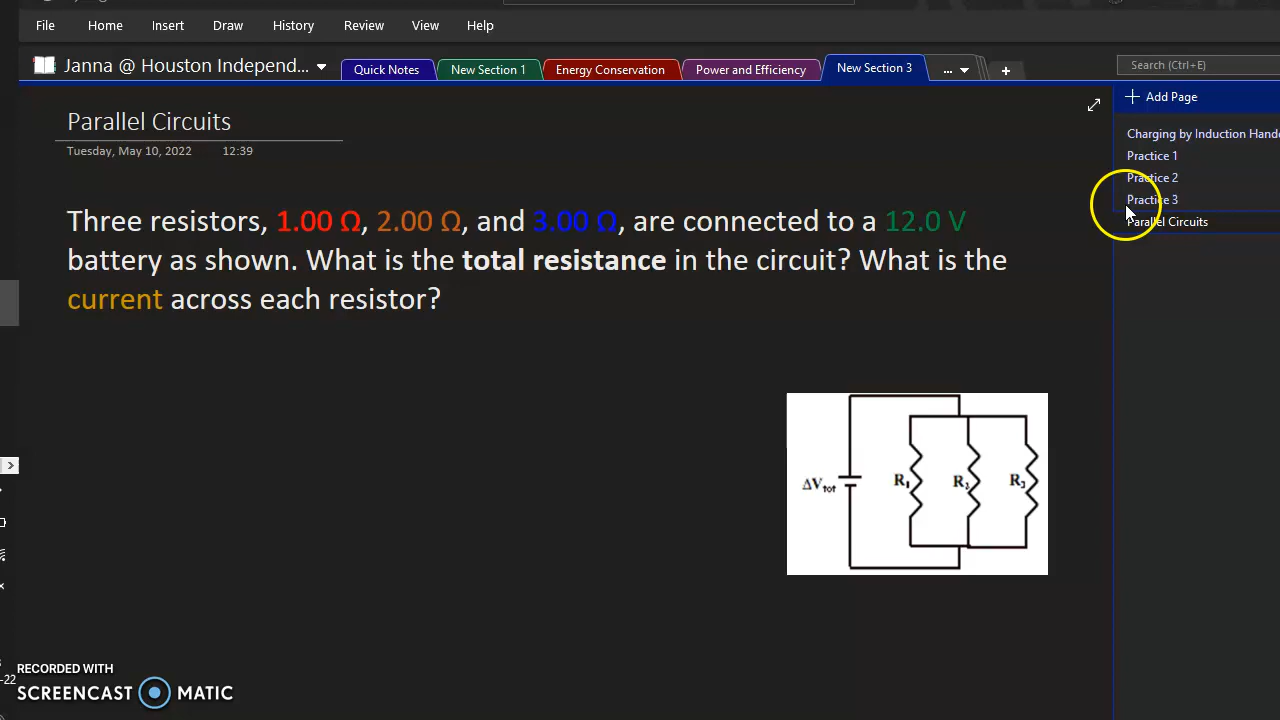 File Home Insert Draw History Review View Help
Janna @ Houston Independ... Quick Notes New Section 1 Energy Conservation Power and Efficiency New Section 3 ... + Search (Ctrl+E)
+ Add Page
Parallel Circuits
Tuesday, May 10, 2022 12:39
Charging by Induction Hand
Practice 1
Practice 2
Practice 3
Parallel Circuits
Three resistors, 1.00 Ω, 2.00 Ω, and 3.00 Ω, are connected to a 12.0 V
battery as shown. What is the total resistance in the circuit? What is the
current across each resistor?
ΔVtot R1 R2 R3
RECORDED WITH
SCREENCAST MATIC
-22